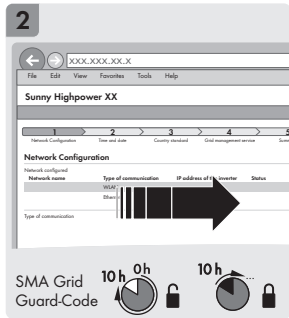 2
XXX.XXX.XX.X
File Edit View Favorites Tools Help
Sunny Highpower XX
1 2 3 4 5
Network Configuration Time and date Country standard Grid management service
Network Configuration
Network configured
Network name Type of communication IP address of the inverter Status
Type of communication
10 h 0h 10 h ...
SMA Grid
Guard-Code